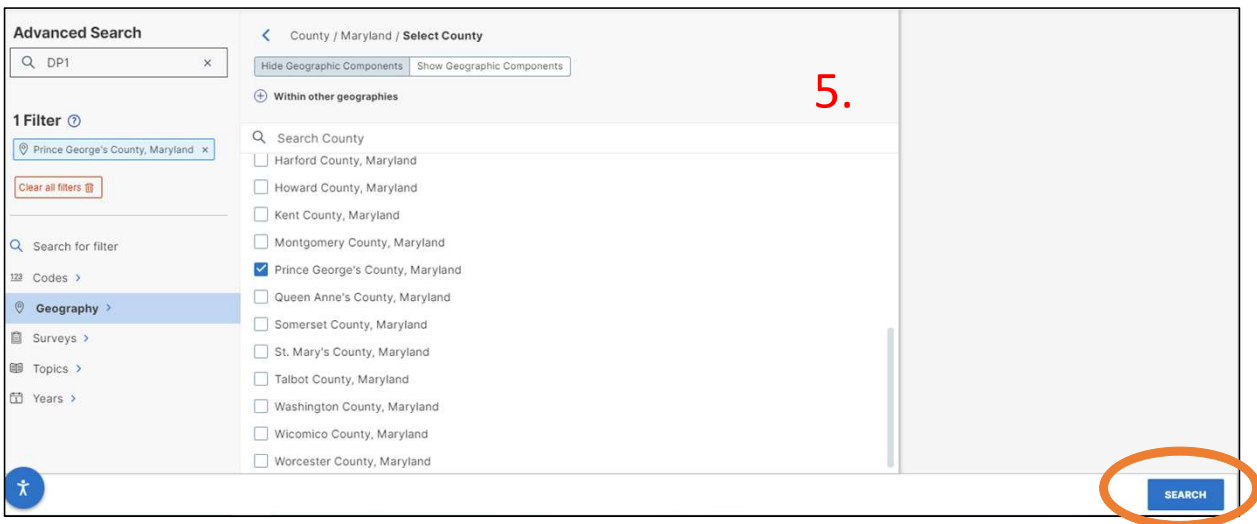 Advanced Search
DP1 ×
1 Filter ?
Prince George's County, Maryland ×
Clear all filters
Search for filter
123 Codes >
Geography >
Surveys >
Topics >
1 Years >
County / Maryland / Select County
Hide Geographic Components Show Geographic Components
Within other geographies
5.
Search County
Harford County, Maryland
Howard County, Maryland
Kent County, Maryland
Montgomery County, Maryland
Prince George's County, Maryland
Queen Anne's County, Maryland
Somerset County, Maryland
St. Mary's County, Maryland
Talbot County, Maryland
Washington County, Maryland
Wicomico County, Maryland
Worcester County, Maryland
SEARCH